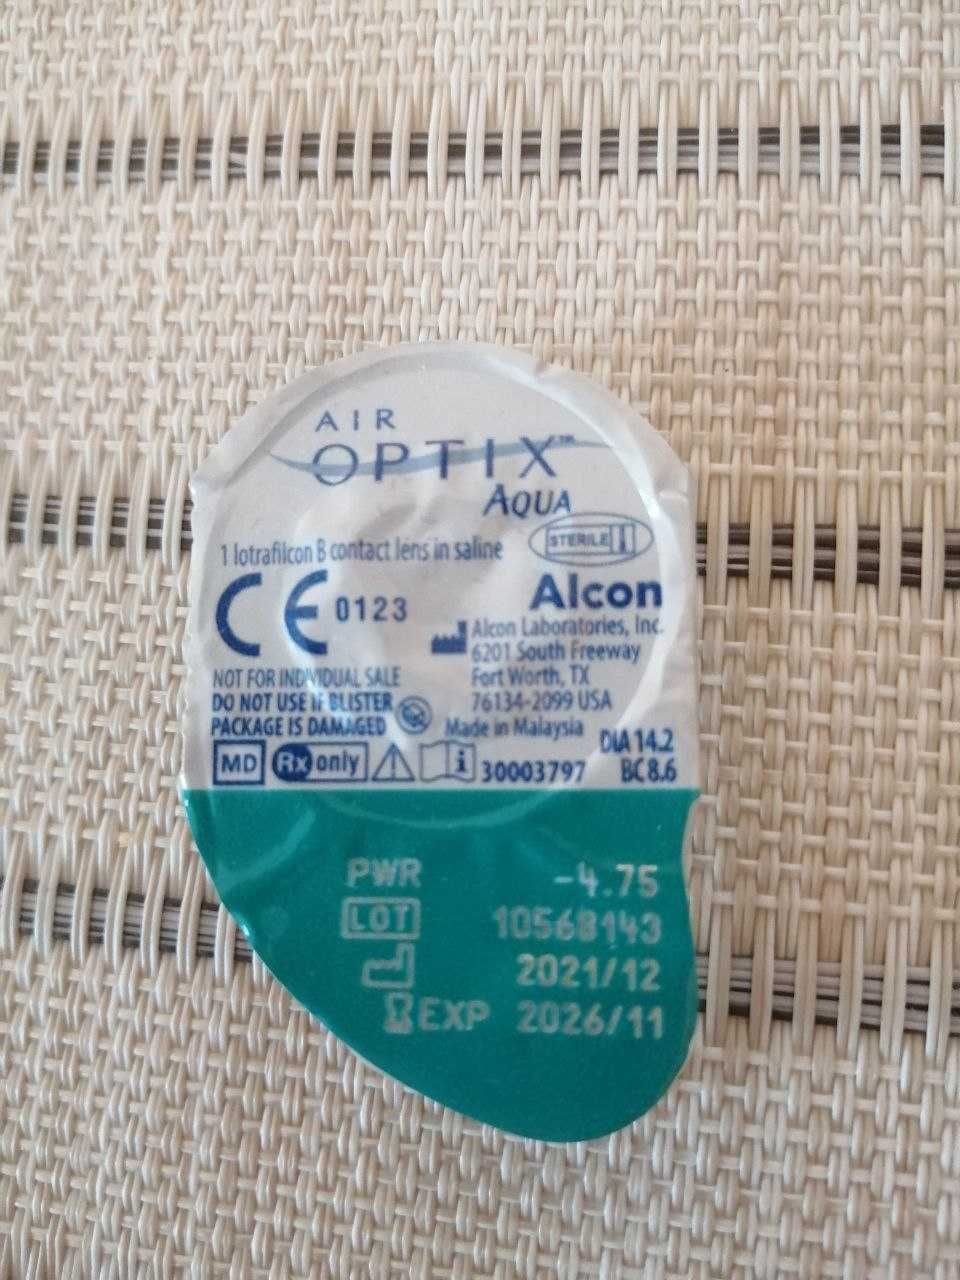 AIR
OPTIX™
AQUA
STERILE
1 lotrafilcon B contact lens in saline
CE 0123
Alcon
Alcon Laboratories, Inc.
6201 South Freeway
Fort Worth, TX
76134-2099 USA
NOT FOR INDIVIDUAL SALE
DO NOT USE IF BLISTER
PACKAGE IS DAMAGED
Made in Malaysia
DIA 14.2
BC 8.6
MD Rx only i 30003797
PWR -4.75
LOT 10568143
2021/12
EXP 2026/11